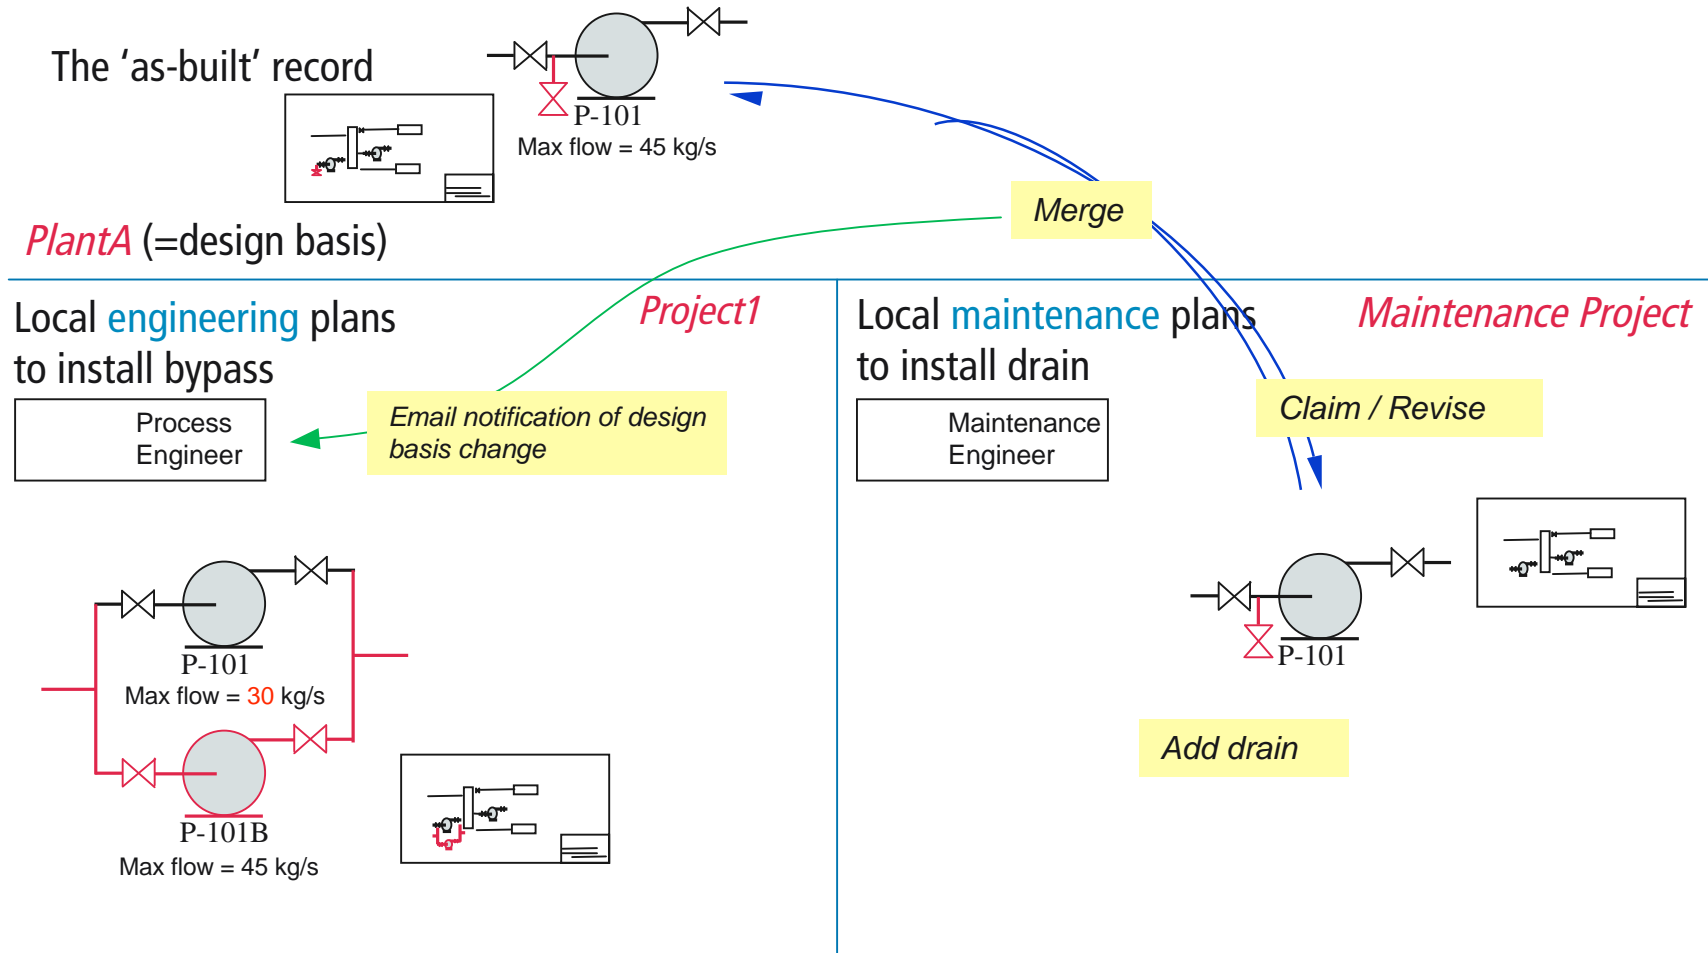 The ‘as-built’ record
P-101
Max flow = 45 kg/s
PlantA (=design basis)
Merge
Local engineering plans
to install bypass
Project1
Process
Engineer
Email notification of design
basis change
P-101
Max flow = 30 kg/s
P-101B
Max flow = 45 kg/s
Local maintenance plans
to install drain
Maintenance Project
Maintenance
Engineer
Claim / Revise
P-101
Add drain